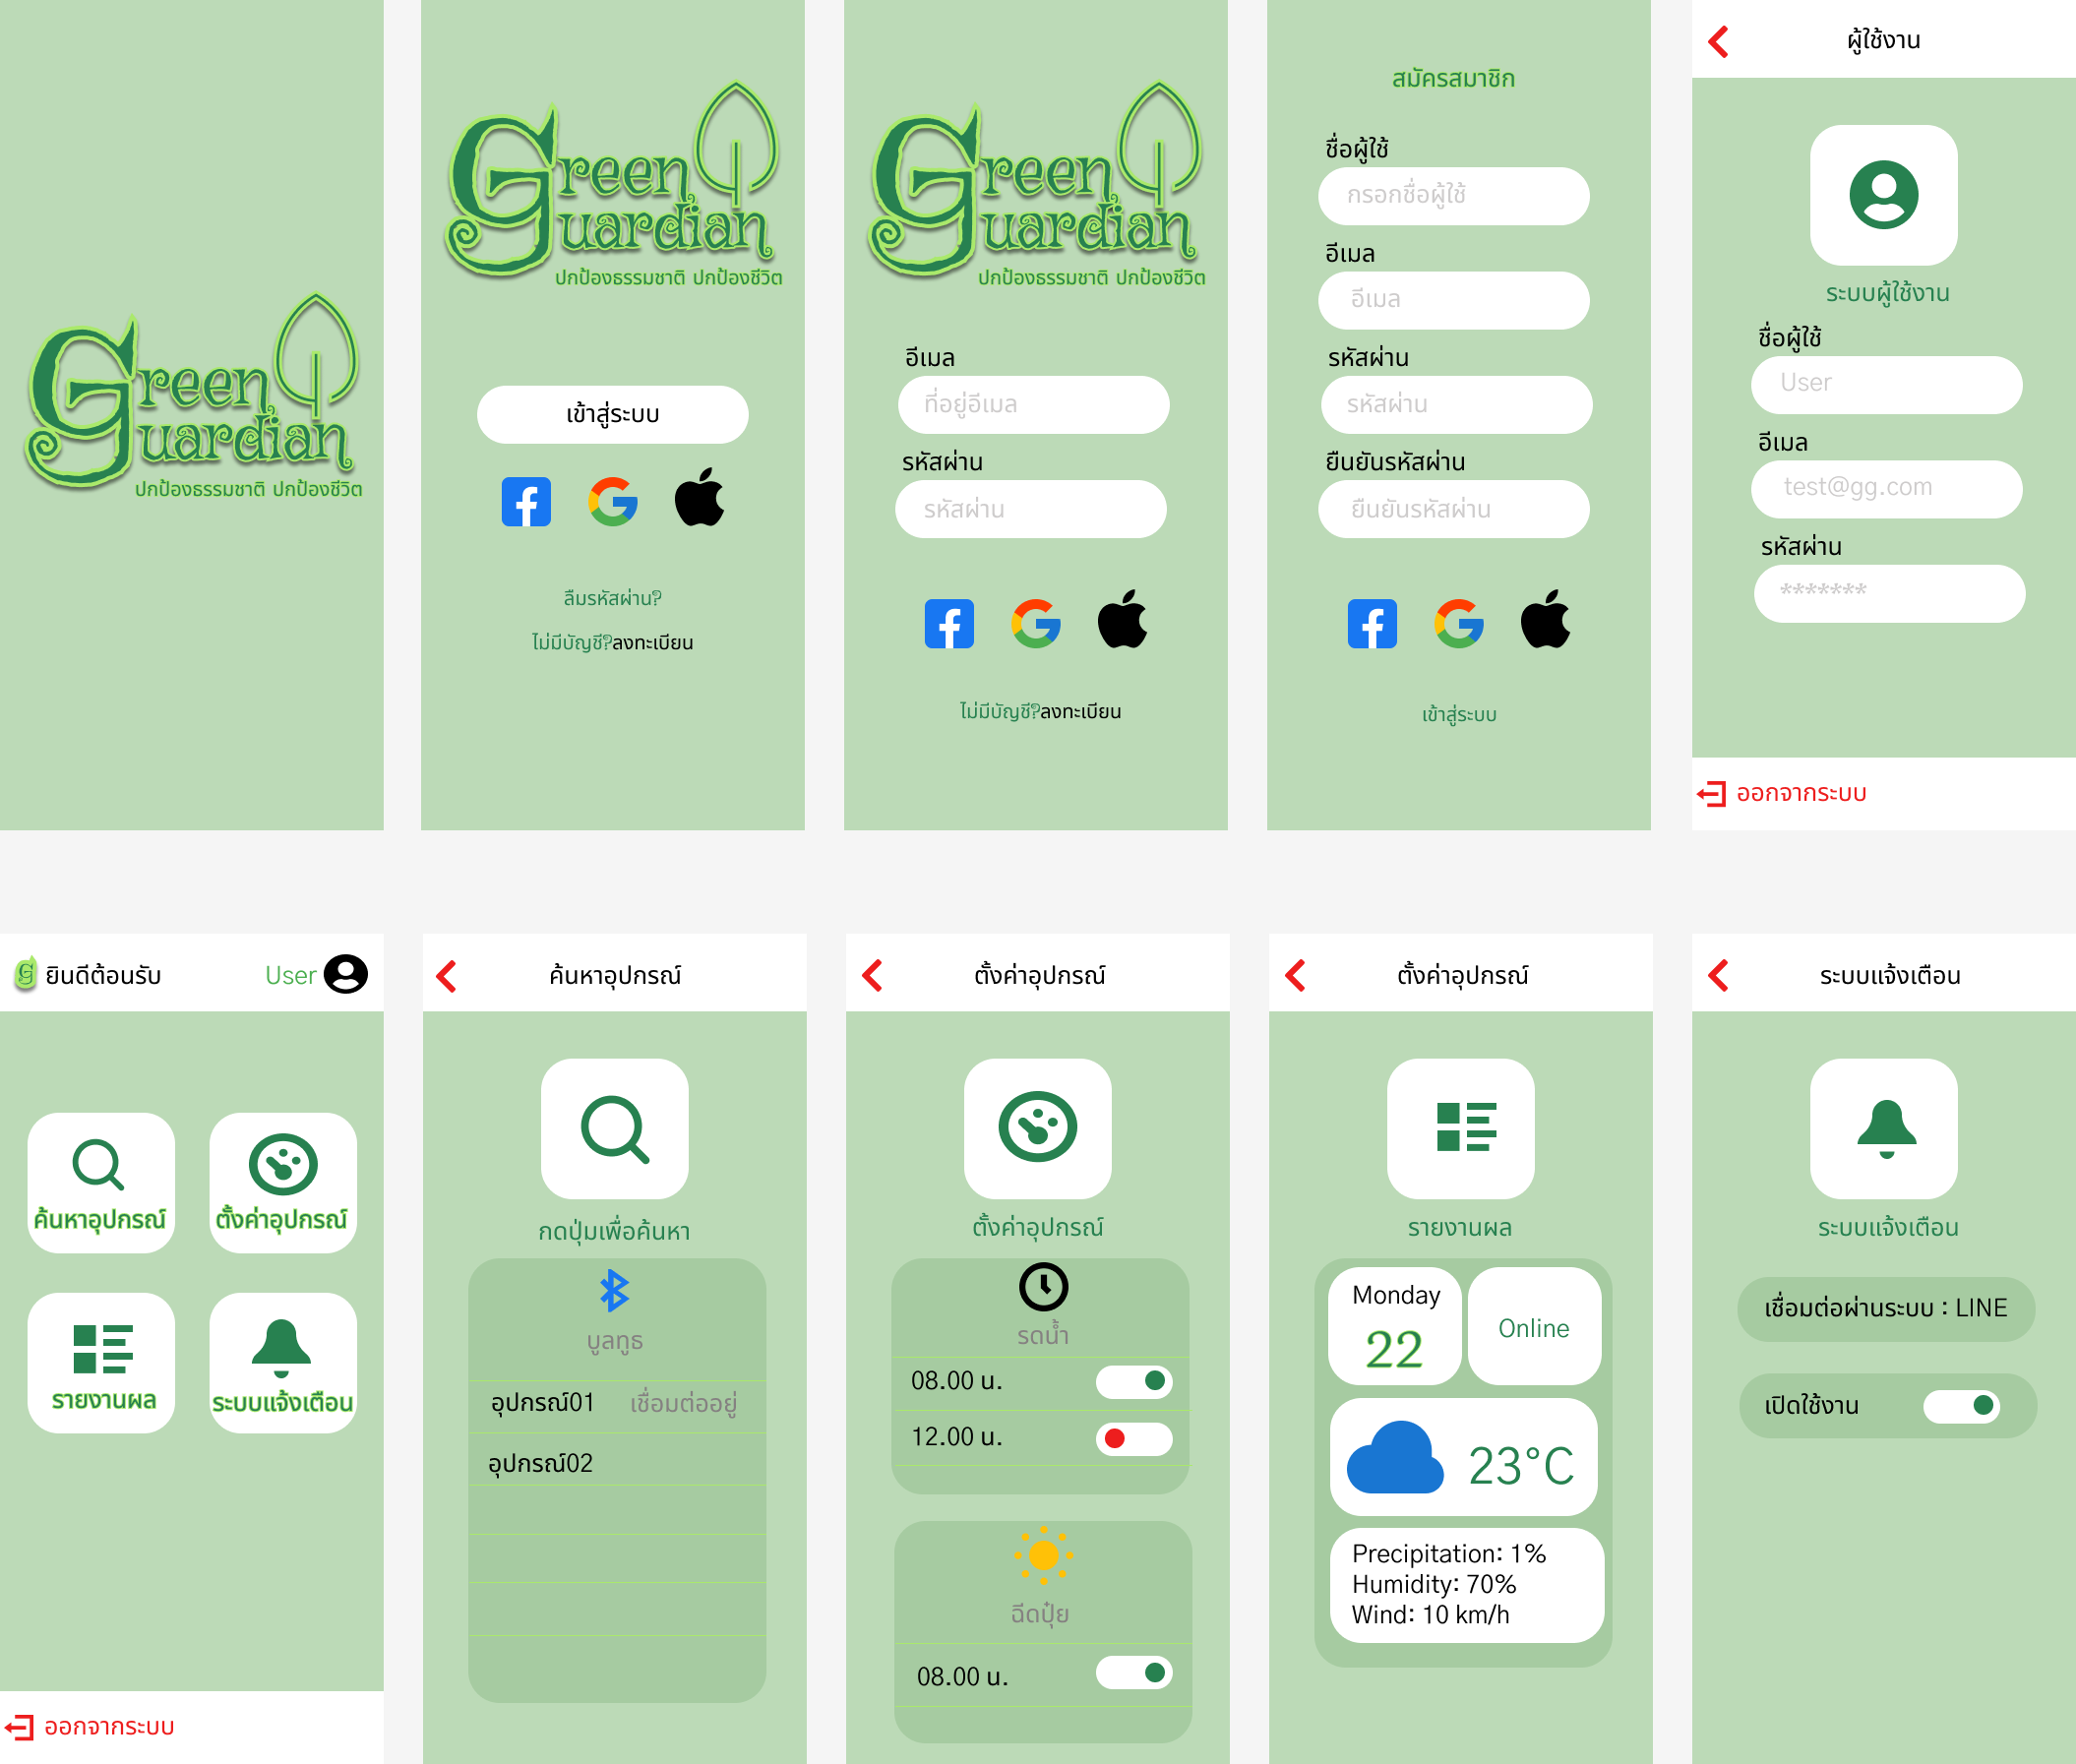 Green
Guardian
ปกป้องธรรมชาติ ปกป้องชีวิต
Green
Guardian
ปกป้องธรรมชาติ ปกป้องชีวิต
เข้าสู่ระบบ
ลืมรหัสผ่าน?
ไม่มีบัญชี?ลงทะเบียน
Green
Guardian
ปกป้องธรรมชาติ ปกป้องชีวิต
อีเมล
ที่อยู่อีเมล
รหัสผ่าน
รหัสผ่าน
ไม่มีบัญชี?ลงทะเบียน
สมัครสมาชิก
ชื่อผู้ใช้
กรอกชื่อผู้ใช้
อีเมล
อีเมล
รหัสผ่าน
รหัสผ่าน
ยืนยันรหัสผ่าน
ยืนยันรหัสผ่าน
เข้าสู่ระบบ
ผู้ใช้งาน
ระบบผู้ใช้งาน
ชื่อผู้ใช้
User
อีเมล
test@gg.com
รหัสผ่าน
*******
ออกจากระบบ
g ยินดีต้อนรับ User
ค้นหาอุปกรณ์ ตั้งค่าอุปกรณ์
รายงานผล ระบบแจ้งเตือน
ออกจากระบบ
ค้นหาอุปกรณ์
กดปุ่มเพื่อค้นหา
บูลทูธ
อุปกรณ์01 เชื่อมต่ออยู่
อุปกรณ์02
ตั้งค่าอุปกรณ์
ตั้งค่าอุปกรณ์
รดน้ำ
08.00 น.
12.00 น.
ฉีดปุ๋ย
08.00 น.
ตั้งค่าอุปกรณ์
รายงานผล
Monday
22
Online
23°C
Precipitation: 1%
Humidity: 70%
Wind: 10 km/h
ระบบแจ้งเตือน
ระบบแจ้งเตือน
เชื่อมต่อผ่านระบบ : LINE
เปิดใช้งาน